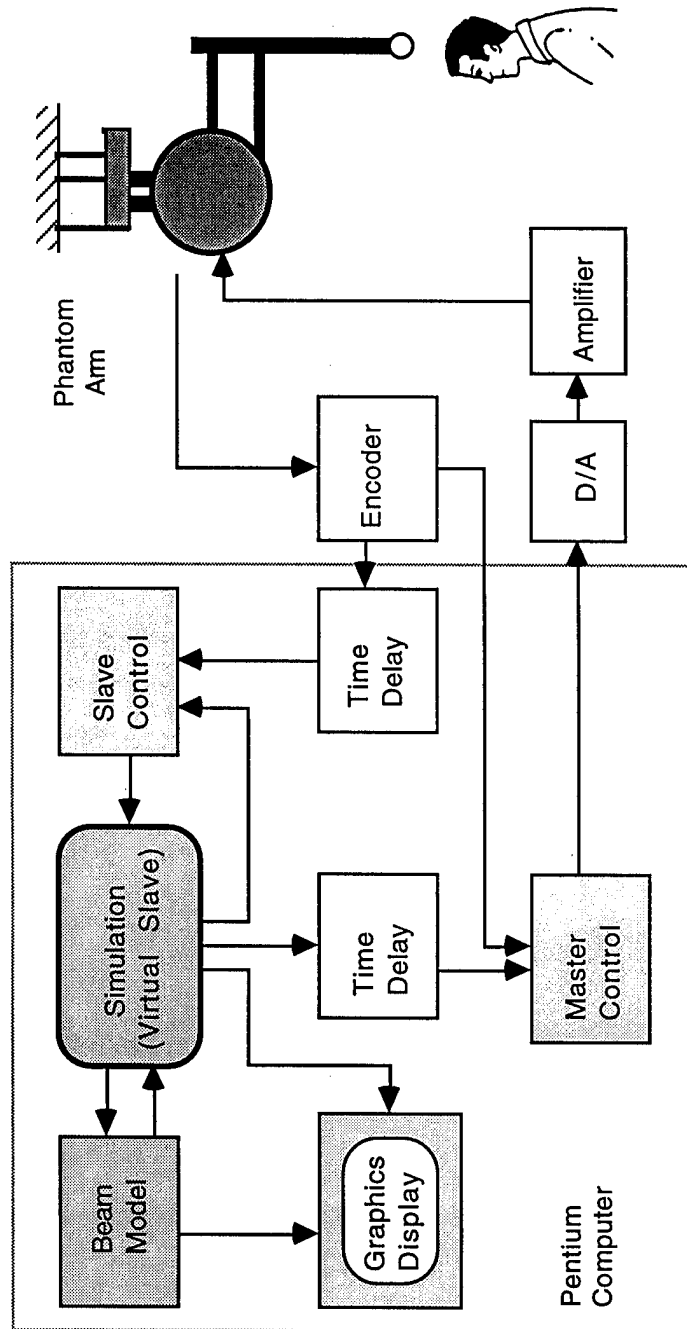 Beam
Model
Simulation
(Virtual Slave)
Slave
Control
Phantom
Arm
Graphics
Display
Time
Delay
Time
Delay
Encoder
Pentium
Computer
Master
Control
D/A
Amplifier